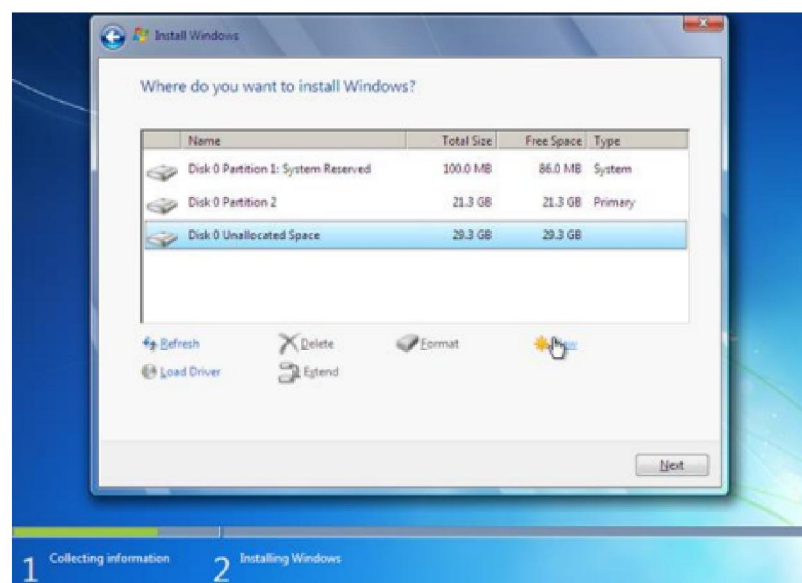 Install Windows
Where do you want to install Windows?
Name Total Size Free Space Type
Disk 0 Partition 1: System Reserved 100.0 MB 86.0 MB System
Disk 0 Partition 2 21.3 GB 21.3 GB Primary
Disk 0 Unallocated Space 29.3 GB 29.3 GB
Refresh Delete Format
Load Driver Extend
Next
1 Collecting information 2 Installing Windows